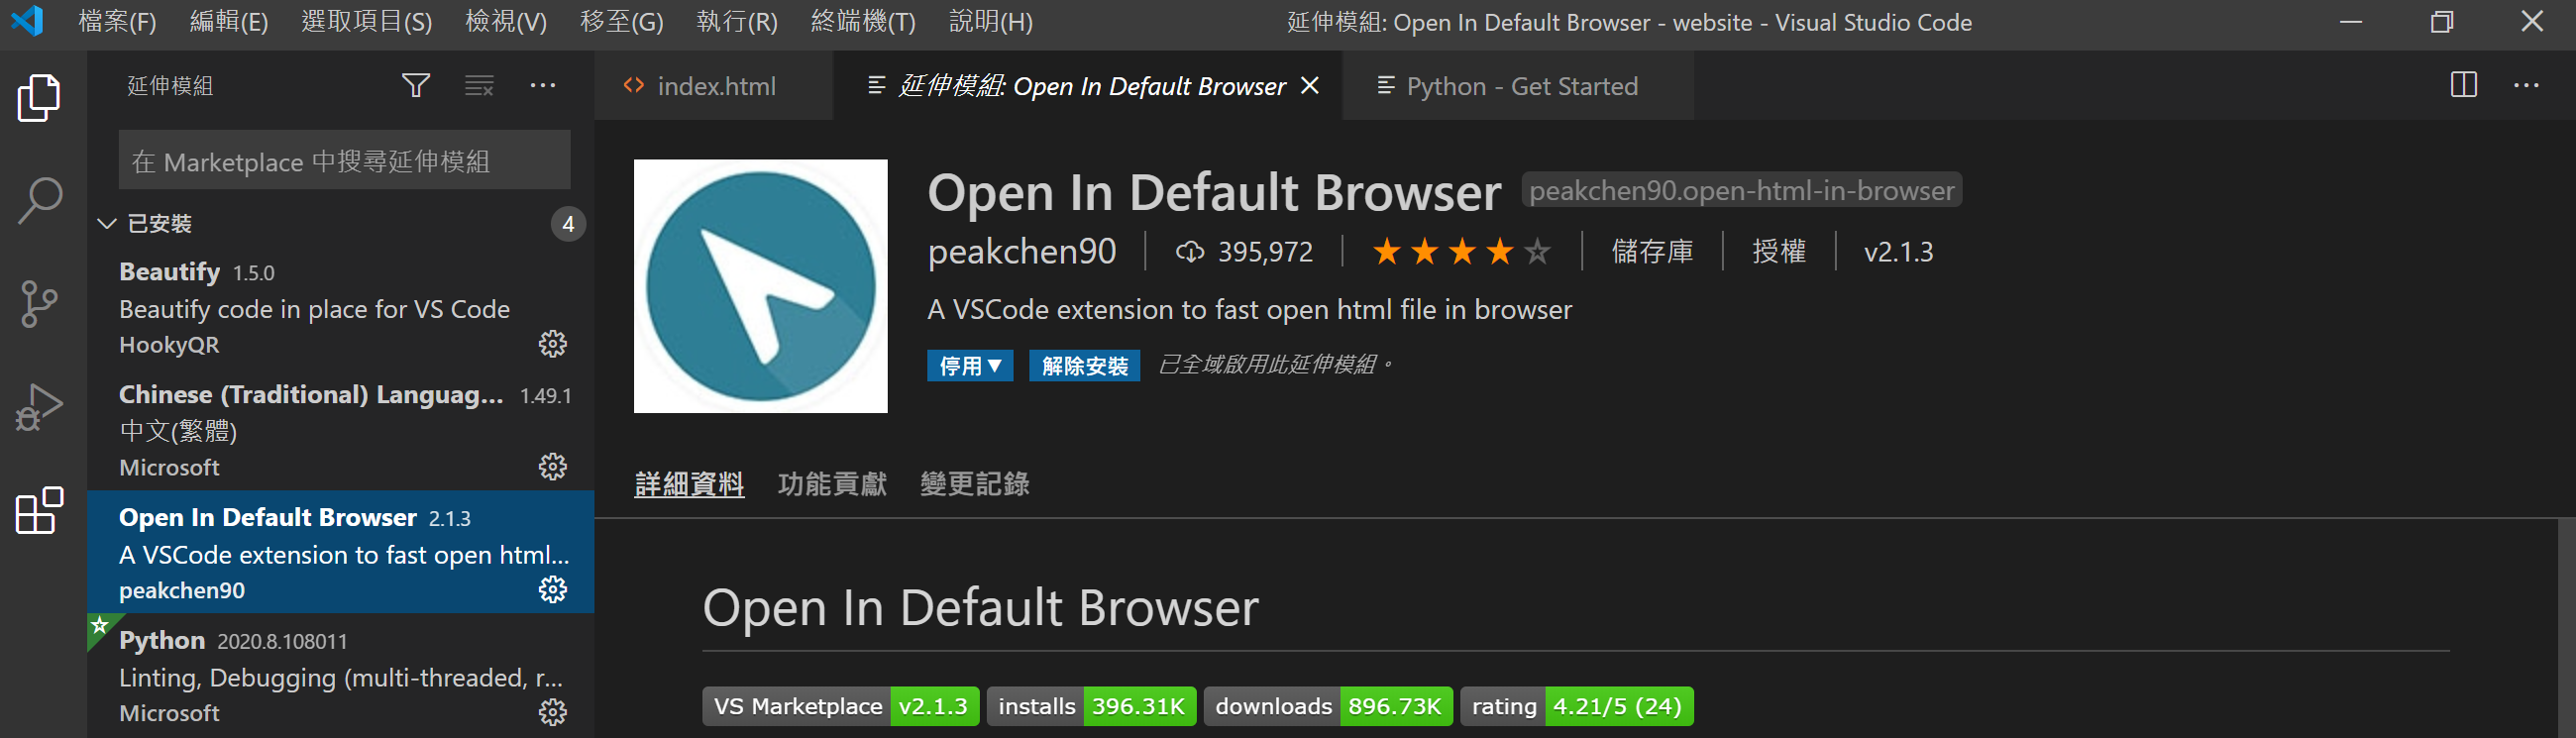 檔案(F) 編輯(E) 選取項目(S) 檢視(V) 移至(G) 執行(R) 終端機(T) 說明(H) 延伸模組: Open In Default Browser - website - Visual Studio Code
延伸模組
在 Marketplace 中搜尋延伸模組
已安裝 4
Beautify 1.5.0
Beautify code in place for VS Code
HookyQR
Chinese (Traditional) Languag... 1.49.1
中文(繁體)
Microsoft
Open In Default Browser 2.1.3
A VSCode extension to fast open html...
peakchen90
Python 2020.8.108011
Linting, Debugging (multi-threaded, r...
Microsoft
index.html 延伸模組: Open In Default Browser Python - Get Started
Open In Default Browser peakchen90.open-html-in-browser
peakchen90 395,972 儲存庫 授權 v2.1.3
A VSCode extension to fast open html file in browser
停用▼ 解除安裝 已全域啟用此延伸模組。
詳細資料 功能貢獻 變更記錄
Open In Default Browser
VS Marketplace v2.1.3 installs 396.31K downloads 896.73K rating 4.21/5 (24)